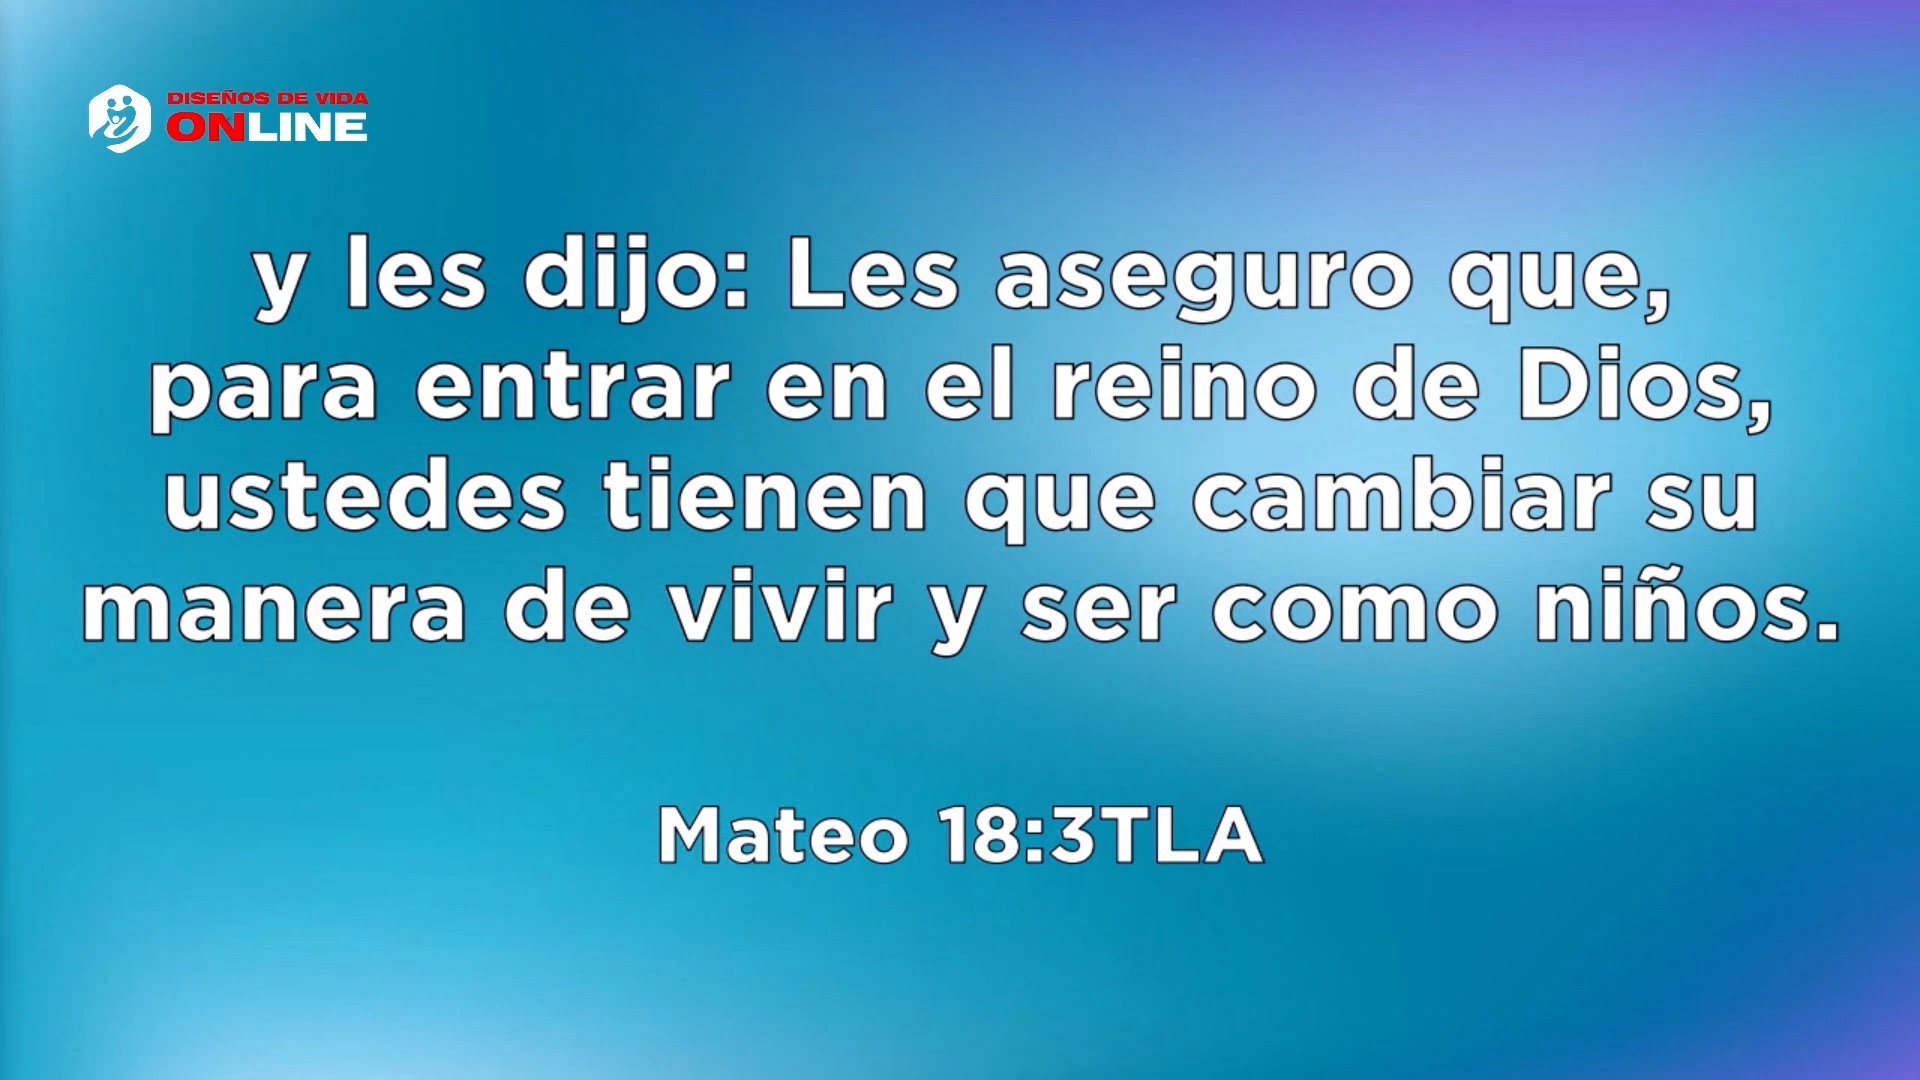 DISEÑOS DE VIDA
ONLINE
y les dijo: Les aseguro que,
para entrar en el reino de Dios,
ustedes tienen que cambiar su
manera de vivir y ser como niños.
Mateo 18:3TLA